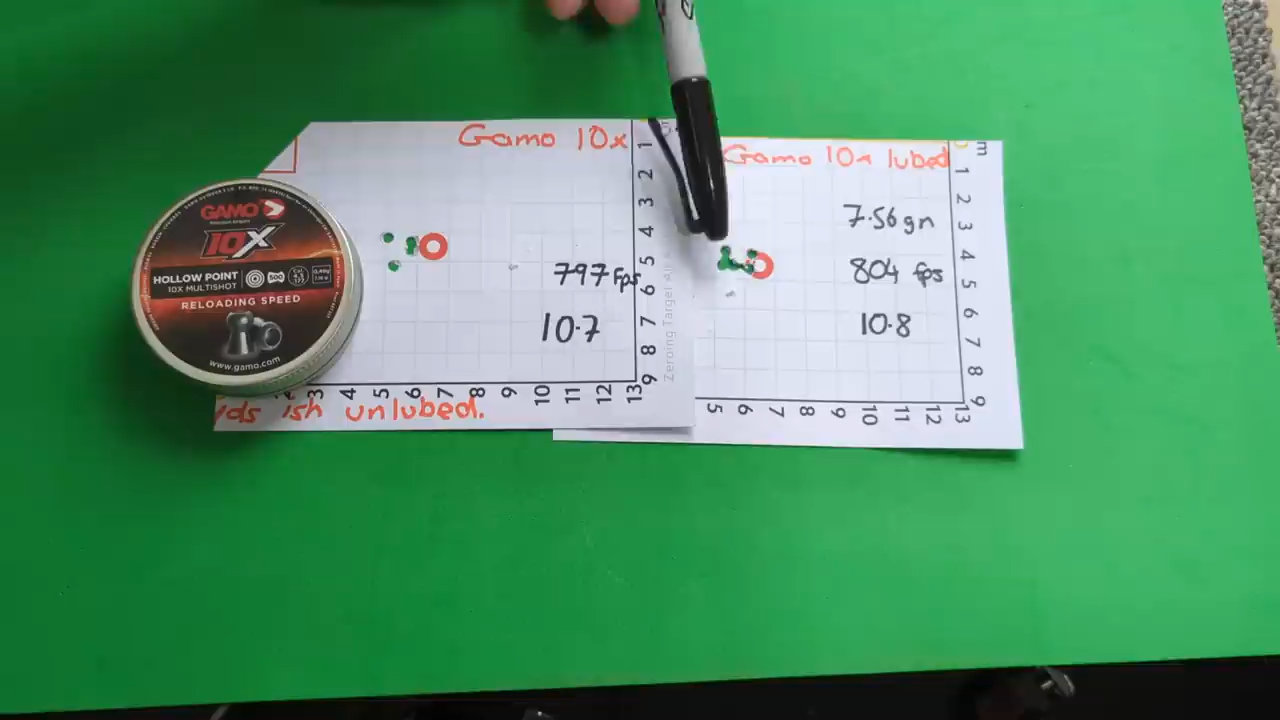 GAMO
10X
HOLLOW POINT
10X MULTISHOT
500
RELOADING SPEED
www.gamo.com
Gamo 10x
797 Fps
10.7
1
2
3
4
5
6
7
8
9
3 4 5 6 7 8 9 10 11 12 13
ds ish unlubed.
Zeroing Target
Gamo 10x lubed
7.56gn
804 fps
10.8
m
1
2
3
4
5
6
7
8
9
5 6 7 8 9 10 11 12 13